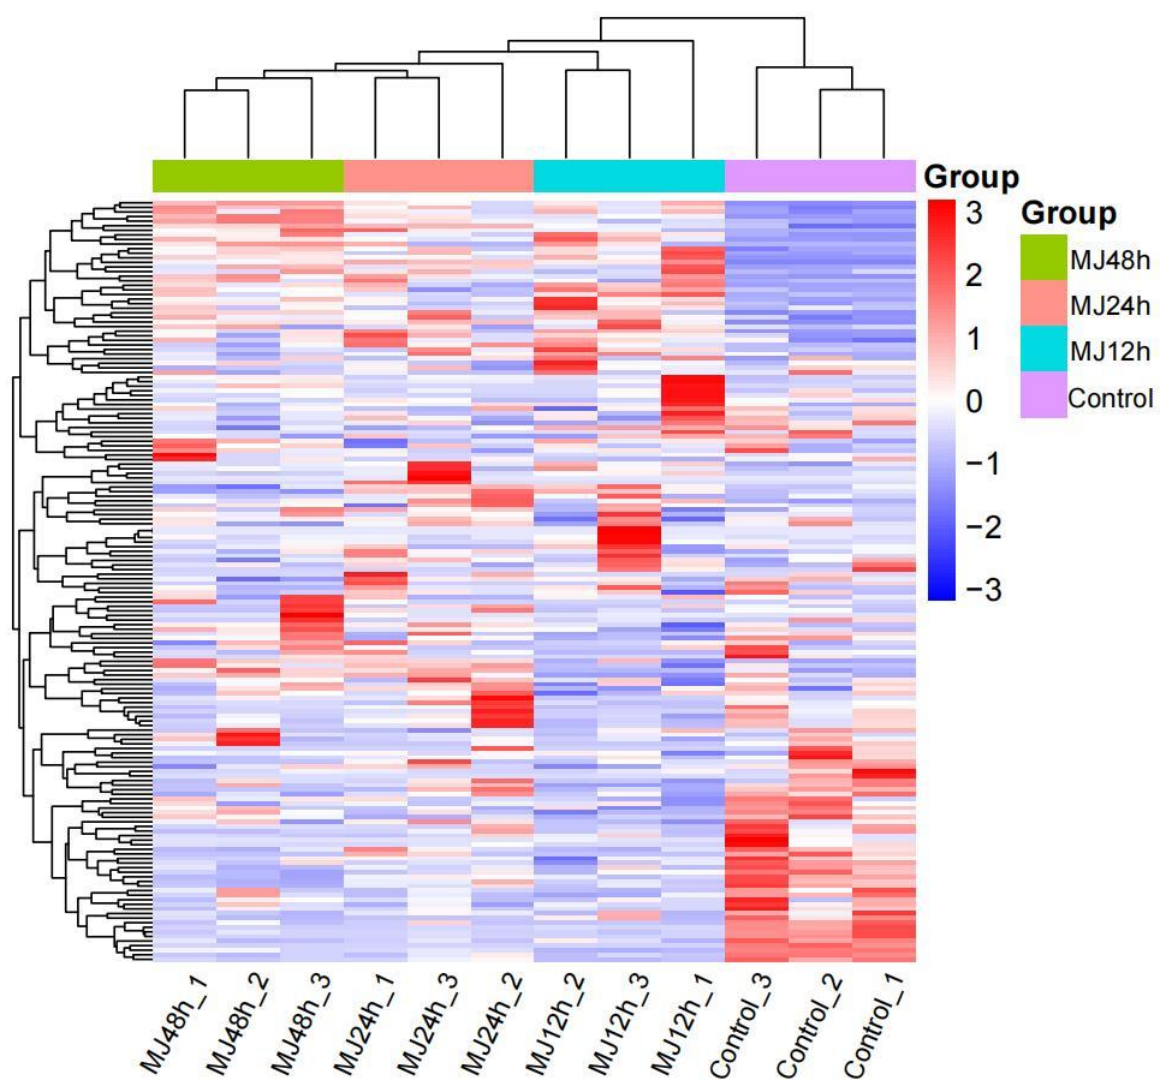 Group
3
2
1
0
−1
−2
−3
Group
MJ48h
MJ24h
MJ12h
Control
MJ48h_1
MJ48h_2
MJ48h_3
MJ24h_1
MJ24h_3
MJ24h_2
MJ12h_2
MJ12h_3
MJ12h_1
Control_3
Control_2
Control_1